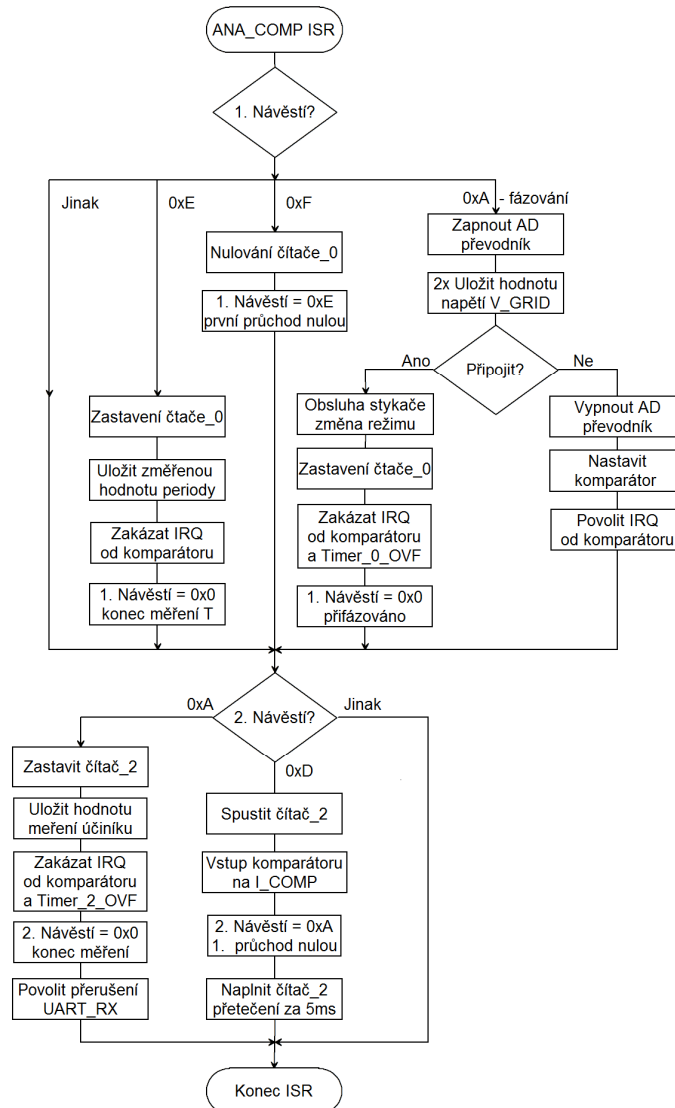 ANA_COMP ISR
1. Návěstí?
Jinak
0xE
0xF
0xA - fázování
Zapnout AD
převodník
Nulování čítače_0
2x Uložit hodnotu
napětí V_GRID
1. Návěstí = 0xE
první průchod nulou
Ano
Připojit?
Ne
Zastavení čtače_0
Obsluha stykače
změna režimu
Vypnout AD
převodník
Uložit změřenou
hodnotu periody
Zastavení čtače_0
Nastavit
komparátor
Zakázat IRQ
od komparátoru
Zakázat IRQ
od komparátoru
a Timer_0_OVF
Povolit IRQ
od komparátoru
1. Návěstí = 0x0
konec měření T
1. Návěstí = 0x0
přifázováno
0xA
2. Návěstí?
Jinak
0xD
Zastavit čítač_2
Spustit čítač_2
Uložit hodnotu
meření účiníku
Vstup komparátoru
na I_COMP
Zakázat IRQ
od komparátoru
a Timer_2_OVF
2. Návěstí = 0xA
1. průchod nulou
2. Návěstí = 0x0
konec měření
Naplnit čítač_2
přetečení za 5ms
Povolit přerušení
UART_RX
Konec ISR